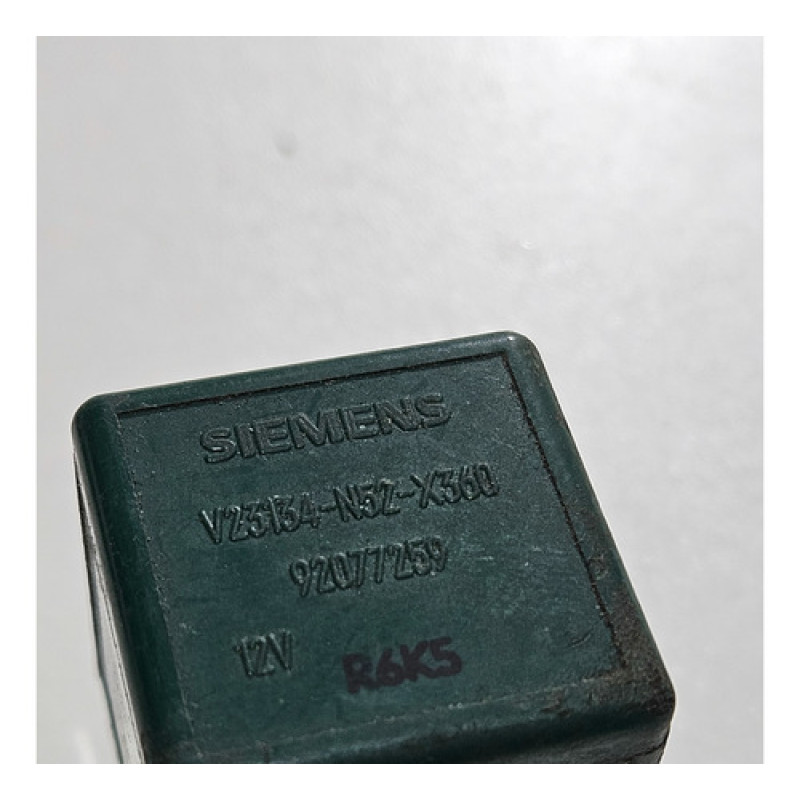 SIEMENS
V23134-N52-X360
92077259
12V R6K5